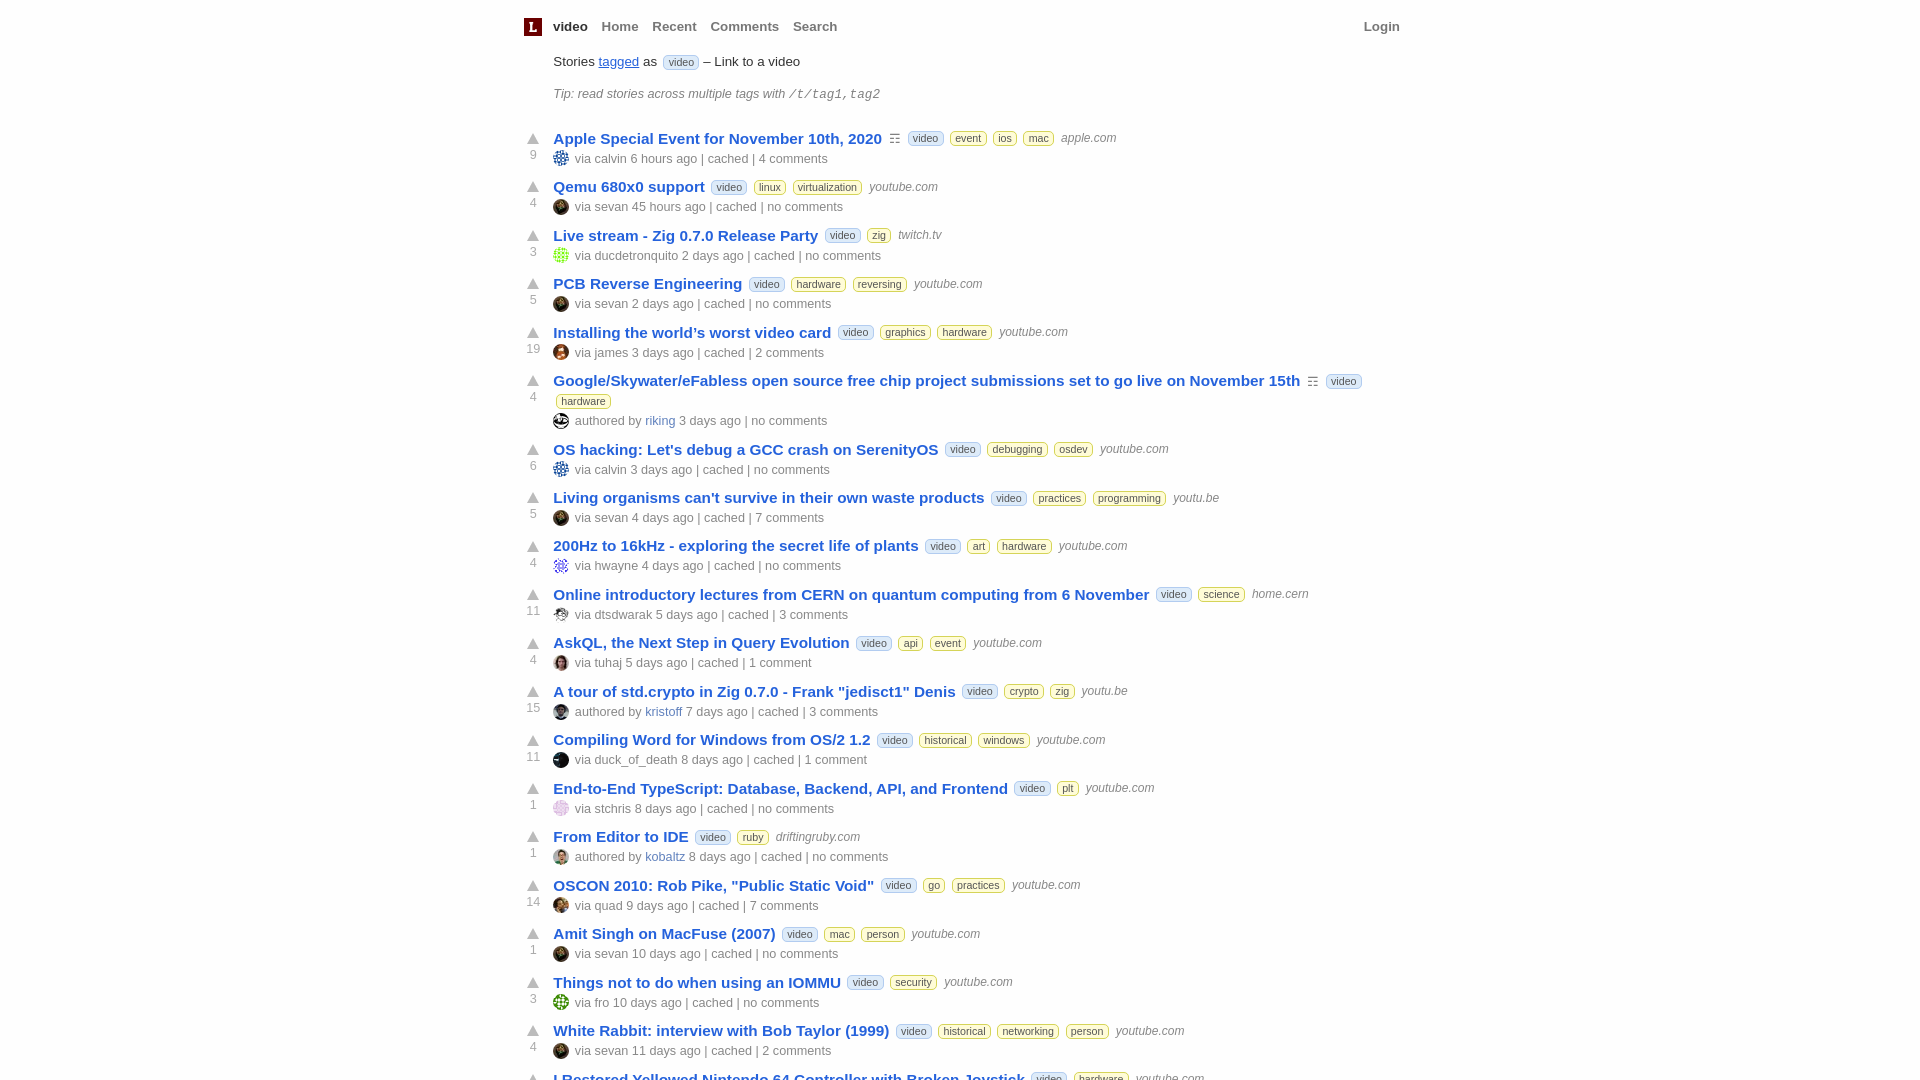 L video Home Recent Comments Search Login
Stories tagged as video – Link to a video
Tip: read stories across multiple tags with /t/tag1,tag2
Apple Special Event for November 10th, 2020 ☶ video event ios mac apple.com
9 via calvin 6 hours ago | cached | 4 comments
Qemu 680x0 support video linux virtualization youtube.com
4 via sevan 45 hours ago | cached | no comments
Live stream - Zig 0.7.0 Release Party video zig twitch.tv
3 via ducdetronquito 2 days ago | cached | no comments
PCB Reverse Engineering video hardware reversing youtube.com
5 via sevan 2 days ago | cached | no comments
Installing the world’s worst video card video graphics hardware youtube.com
19 via james 3 days ago | cached | 2 comments
Google/Skywater/eFabless open source free chip project submissions set to go live on November 15th ☶ video
hardware
4 authored by riking 3 days ago | no comments
OS hacking: Let's debug a GCC crash on SerenityOS video debugging osdev youtube.com
6 via calvin 3 days ago | cached | no comments
Living organisms can't survive in their own waste products video practices programming youtu.be
5 via sevan 4 days ago | cached | 7 comments
200Hz to 16kHz - exploring the secret life of plants video art hardware youtube.com
4 via hwayne 4 days ago | cached | no comments
Online introductory lectures from CERN on quantum computing from 6 November video science home.cern
11 via dtsdwarak 5 days ago | cached | 3 comments
AskQL, the Next Step in Query Evolution video api event youtube.com
4 via tuhaj 5 days ago | cached | 1 comment
A tour of std.crypto in Zig 0.7.0 - Frank "jedisct1" Denis video crypto zig youtu.be
15 authored by kristoff 7 days ago | cached | 3 comments
Compiling Word for Windows from OS/2 1.2 video historical windows youtube.com
11 via duck_of_death 8 days ago | cached | 1 comment
End-to-End TypeScript: Database, Backend, API, and Frontend video plt youtube.com
1 via stchris 8 days ago | cached | no comments
From Editor to IDE video ruby driftingruby.com
1 authored by kobaltz 8 days ago | cached | no comments
OSCON 2010: Rob Pike, "Public Static Void" video go practices youtube.com
14 via quad 9 days ago | cached | 7 comments
Amit Singh on MacFuse (2007) video mac person youtube.com
1 via sevan 10 days ago | cached | no comments
Things not to do when using an IOMMU video security youtube.com
3 via fro 10 days ago | cached | no comments
White Rabbit: interview with Bob Taylor (1999) video historical networking person youtube.com
4 via sevan 11 days ago | cached | 2 comments
I Restored Yellowed Nintendo 64 Controller with Broken Joystick video hardware youtube.com